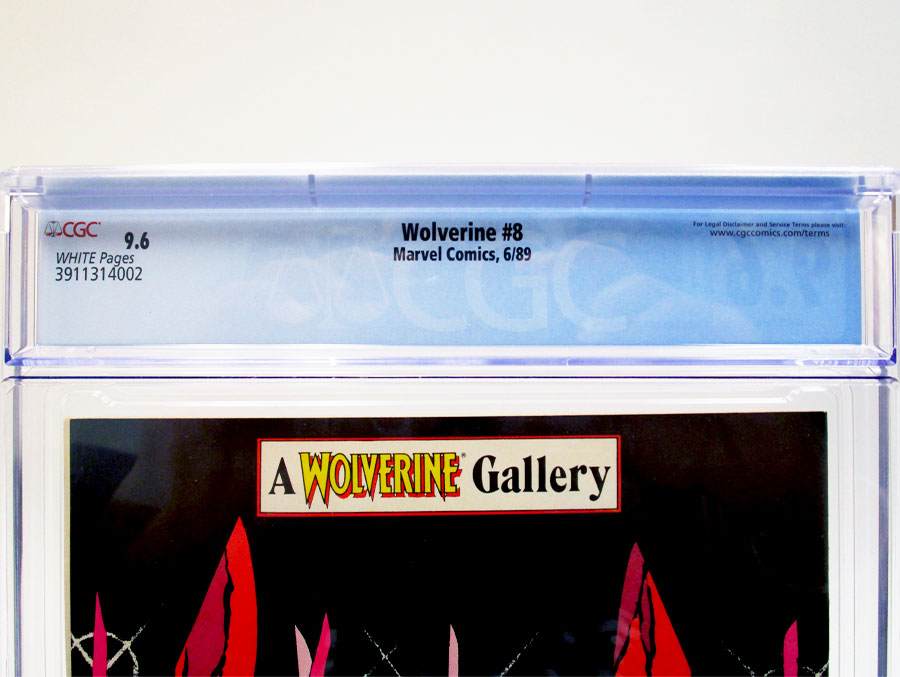 CGC
9.6
WHITE Pages
3911314002
Wolverine #8
Marvel Comics, 6/89
For Legal Disclaimer and Service Terms please visit:
www.cgccomics.com/terms
CGC
A WOLVERINE® Gallery